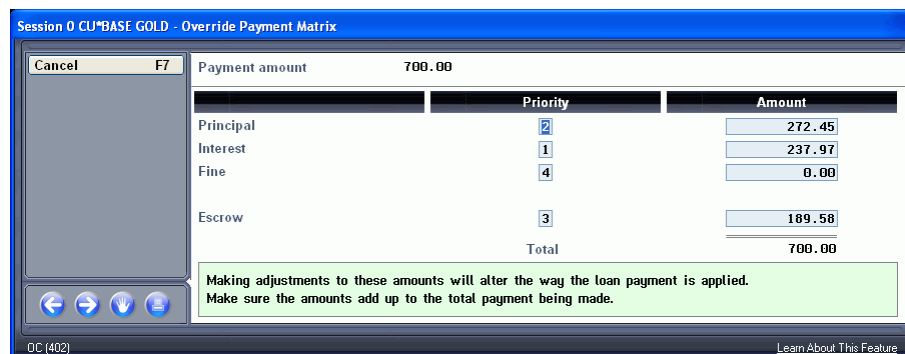 Session 0 CU*BASE GOLD - Override Payment Matrix
Cancel F7
Payment amount 700.00
Priority Amount
Principal 2 272.45
Interest 1 237.97
Fine 4 0.00
Escrow 3 189.58
Total 700.00
Making adjustments to these amounts will alter the way the loan payment is applied.
Make sure the amounts add up to the total payment being made.
OC (402) Learn About This Feature